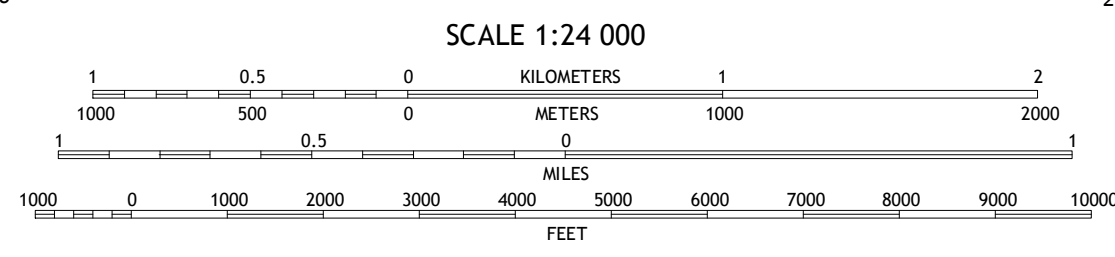 SCALE 1:24 000
1 0.5 0 KILOMETERS 1 2
1000 500 0 METERS 1000 2000
1 0.5 0 1
MILES
1000 0 1000 2000 3000 4000 5000 6000 7000 8000 9000 10000
FEET